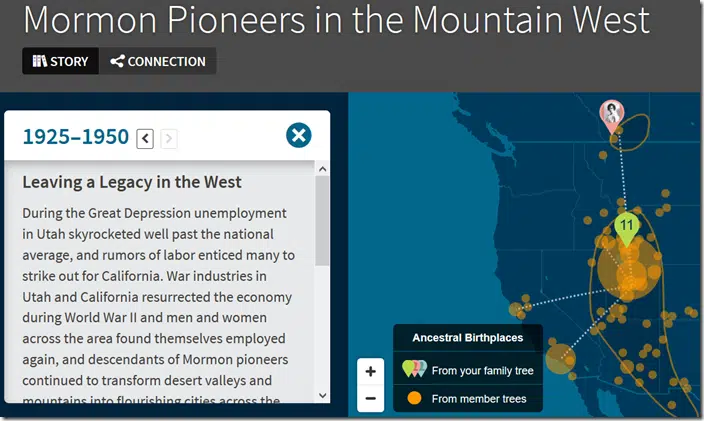 Mormon Pioneers in the Mountain West
STORY
CONNECTION
1925–1950
Leaving a Legacy in the West
During the Great Depression unemployment
in Utah skyrocketed well past the national
average, and rumors of labor enticed many to
strike out for California. War industries in
Utah and California resurrected the economy
during World War II and men and women
across the area found themselves employed
again, and descendants of Mormon pioneers
continued to transform desert valleys and
mountains into flourishing cities across the
11
+
−
Ancestral Birthplaces
From your family tree
From member trees